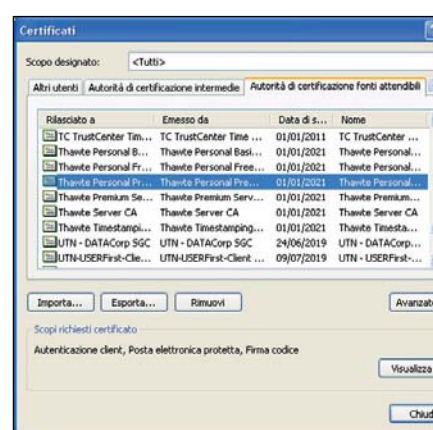 Certificati
Scopo designato: <Tutti>
Altri utenti Autorità di certificazione intermedie Autorità di certificazione fonti attendibili
Rilasciato a Emesso da Data di s... Nome
TC TrustCenter Tim... TC TrustCenter Time ... 01/01/2011 TC TrustCenter ...
Thawte Personal B... Thawte Personal Basi... 01/01/2021 Thawte Personal...
Thawte Personal Fr... Thawte Personal Free... 01/01/2021 Thawte Personal...
Thawte Personal Pr... Thawte Personal Pre... 01/01/2021 Thawte Personal...
Thawte Premium Se... Thawte Premium Serv... 01/01/2021 Thawte Premium...
Thawte Server CA Thawte Server CA 01/01/2021 Thawte Server CA
Thawte Timestampi... Thawte Timestamping... 01/01/2021 Thawte Timesta...
UTN - DATACorp SGC UTN - DATACorp SGC 24/06/2019 UTN - DATACorp...
UTN-USERFirst-Clie... UTN-USERFirst-Client ... 09/07/2019 UTN - USERFirst-...
Importa... Esporta... Rimuovi Avanzate
Scopi richiesti certificato
Autenticazione client, Posta elettronica protetta, Firma codice
Visualizza
Chiud